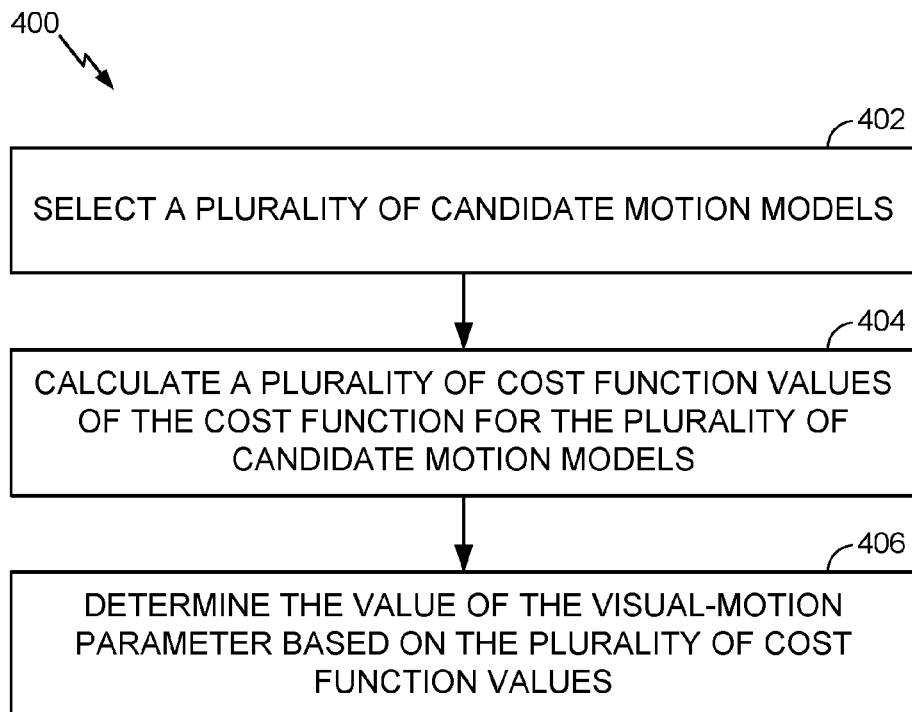 400
402
SELECT A PLURALITY OF CANDIDATE MOTION MODELS
404
CALCULATE A PLURALITY OF COST FUNCTION VALUES
OF THE COST FUNCTION FOR THE PLURALITY OF
CANDIDATE MOTION MODELS
406
DETERMINE THE VALUE OF THE VISUAL-MOTION
PARAMETER BASED ON THE PLURALITY OF COST
FUNCTION VALUES